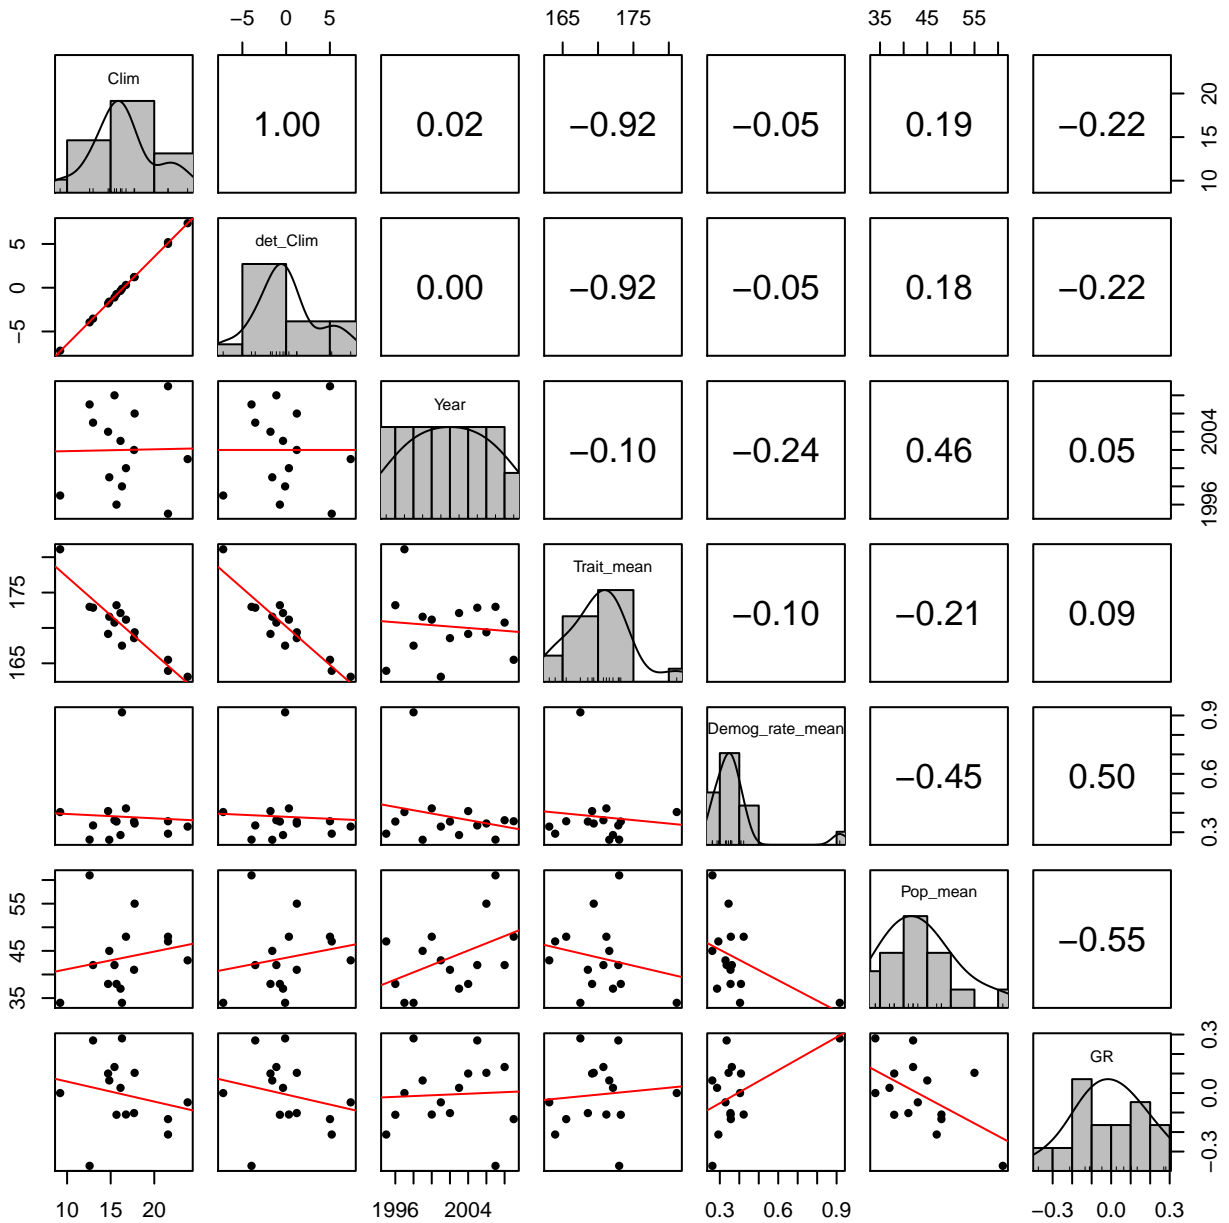 −5 0 5 165 175 35 45 55
Clim
1.00 0.02 −0.92 −0.05 0.19 −0.22
10 15 20
−5 0 5
det_Clim
0.00 −0.92 −0.05 0.18 −0.22
Year
−0.10 −0.24 0.46 0.05
1996 2004
165 175
Trait_mean
−0.10 −0.21 0.09
Demog_rate_mean
−0.45 0.50
0.3 0.6 0.9
35 45 55
Pop_mean
−0.55
GR
−0.3 0.0 0.3
10 15 20 1996 2004 0.3 0.6 0.9 −0.3 0.0 0.3